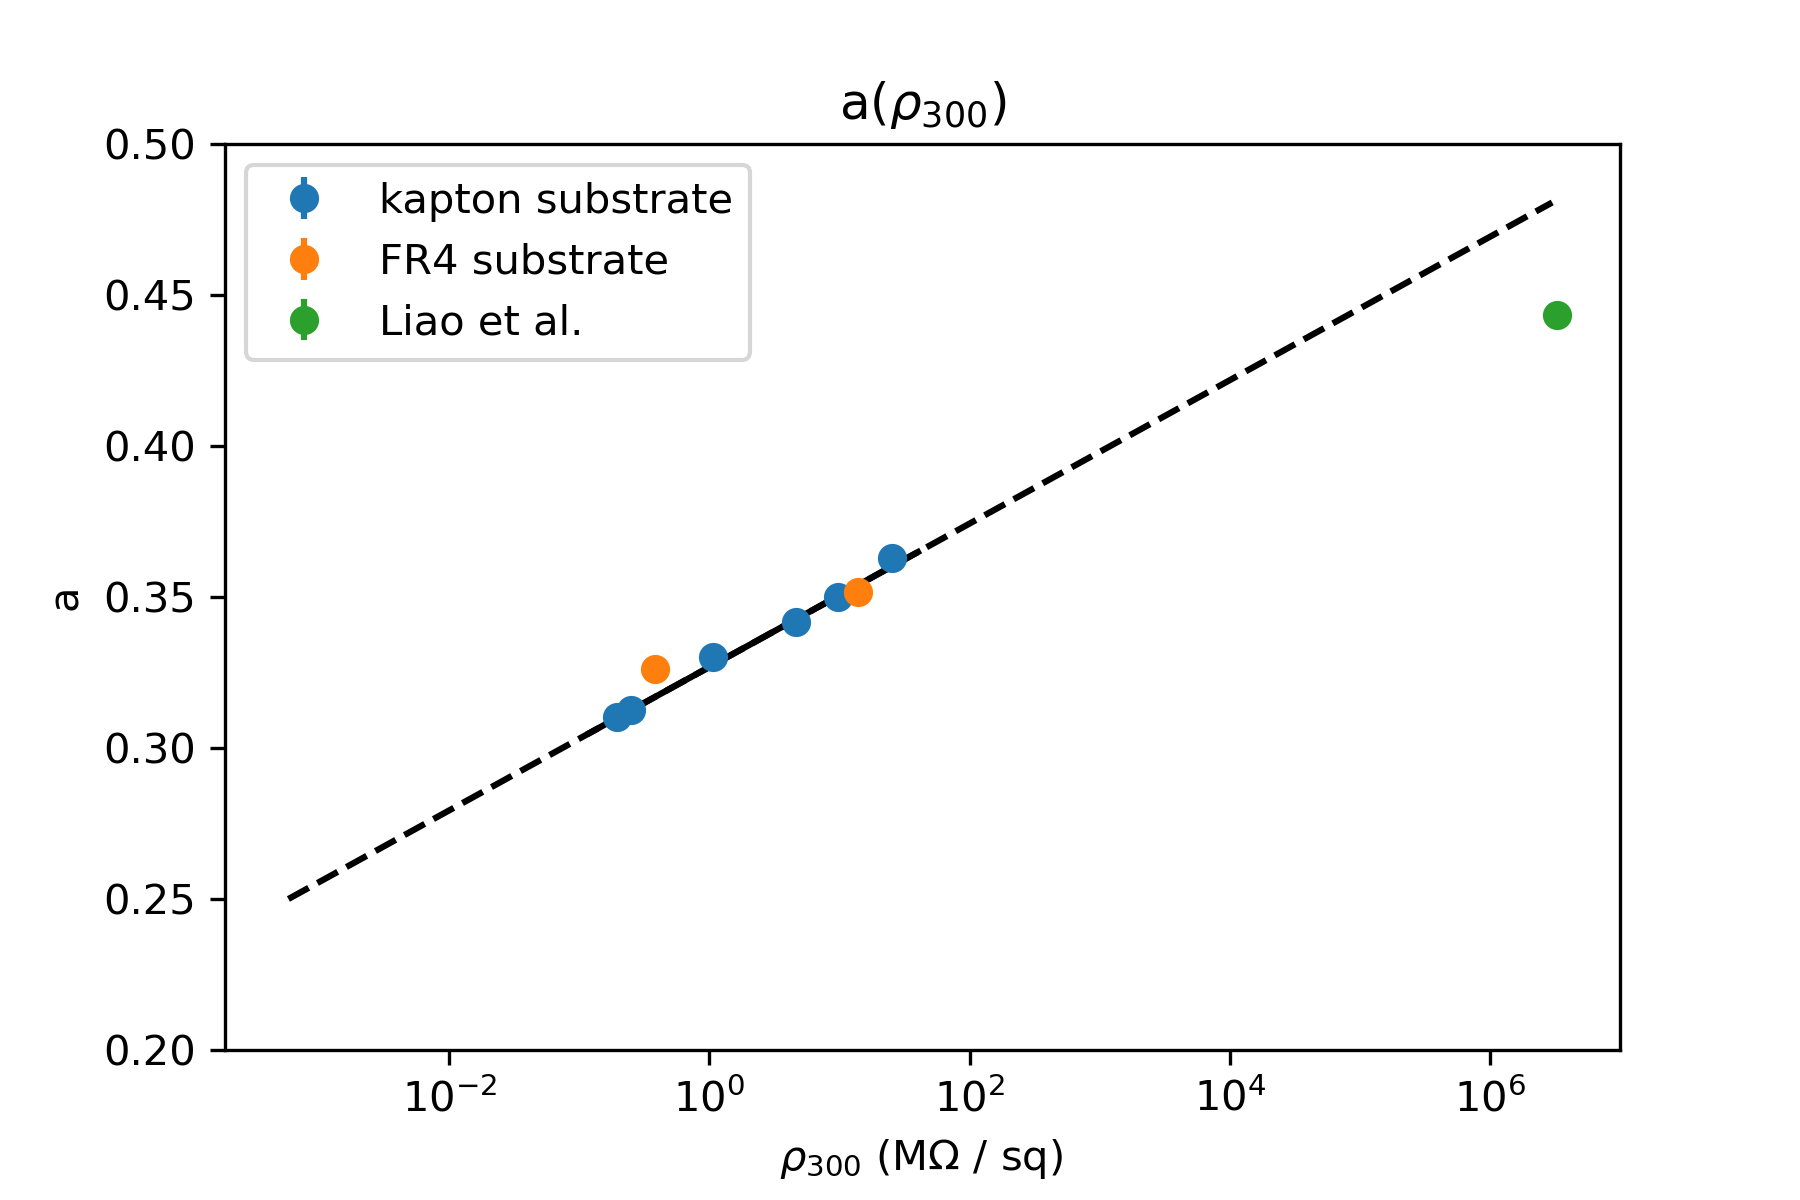 a(ρ₃₀₀)
0.50
0.45
0.40
0.35
0.30
0.25
0.20
a
kapton substrate
FR4 substrate
Liao et al.
10⁻² 10⁰ 10² 10⁴ 10⁶
ρ₃₀₀ (MΩ / sq)